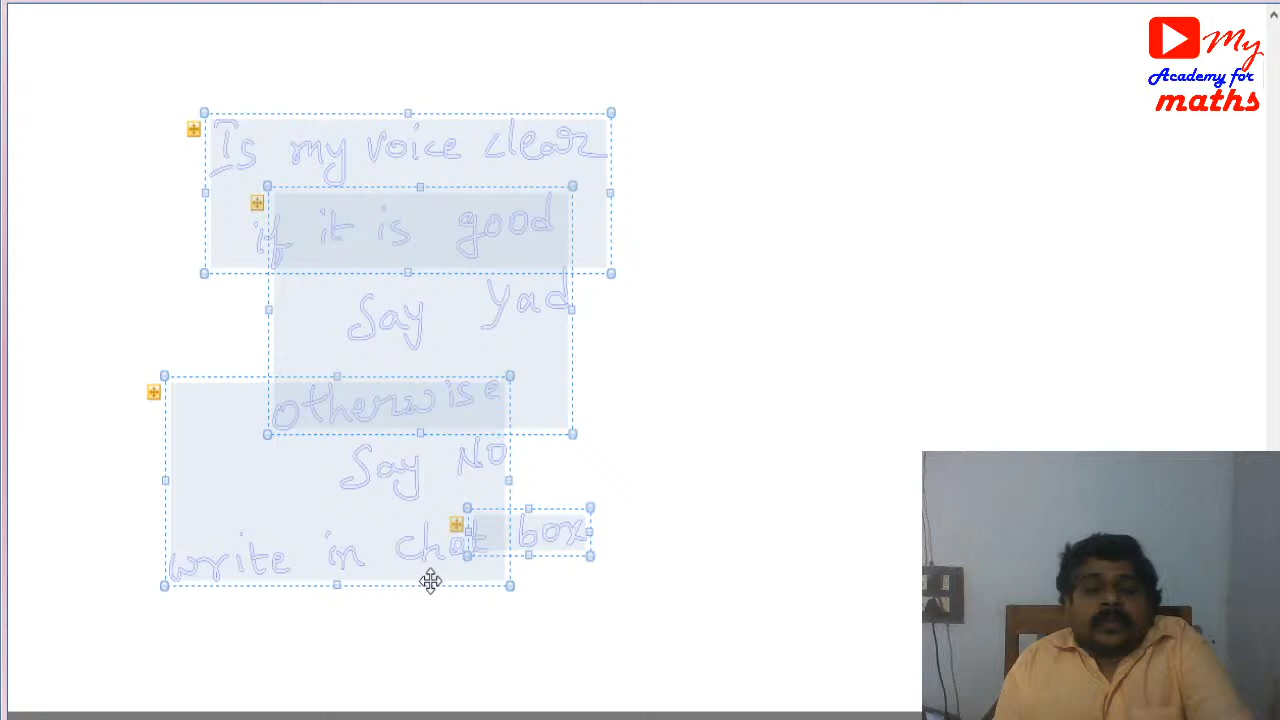 My
Academy for
maths
Is my voice clear
if it is good
Say Yad
otherwise
Say No
write in chat box